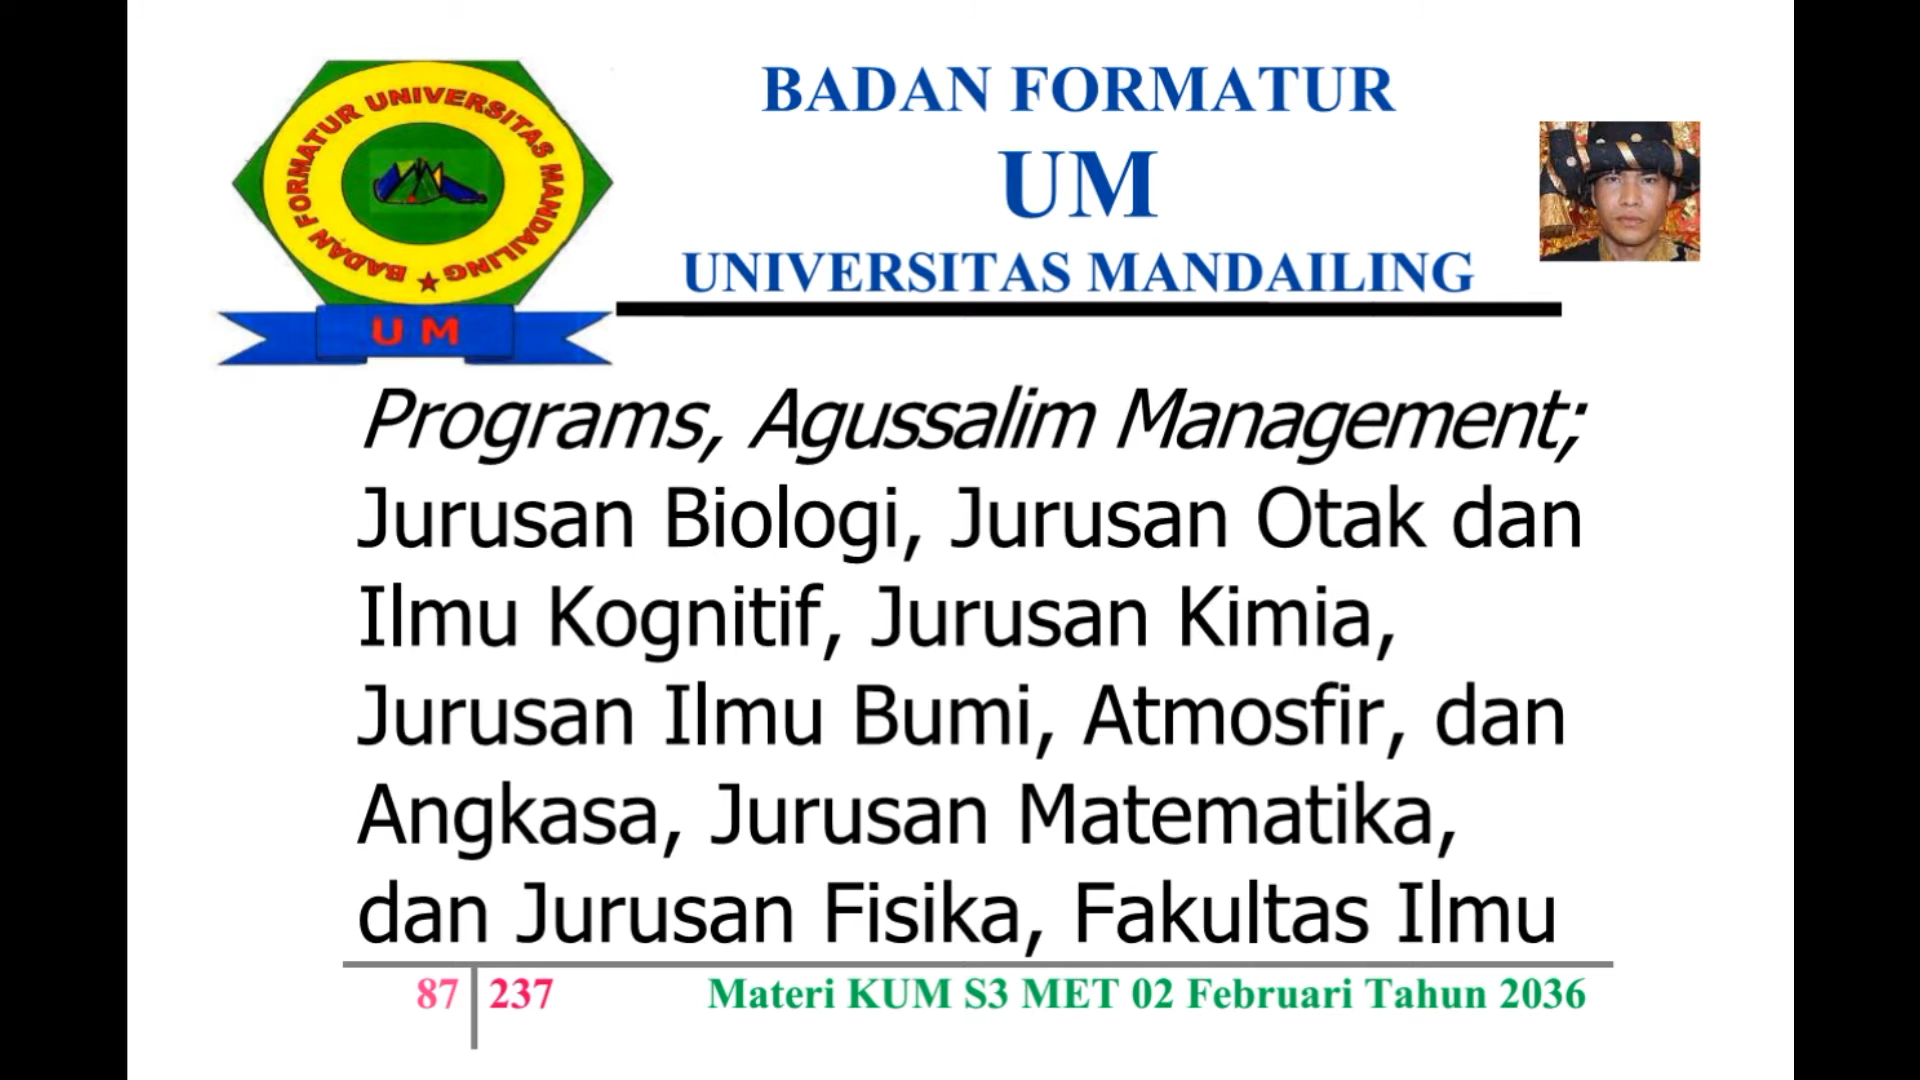 BADAN FORMATUR UNIVERSITAS MANDAILING
UM
BADAN FORMATUR
UM
UNIVERSITAS MANDAILING
Programs, Agussalim Management;
Jurusan Biologi, Jurusan Otak dan
Ilmu Kognitif, Jurusan Kimia,
Jurusan Ilmu Bumi, Atmosfir, dan
Angkasa, Jurusan Matematika,
dan Jurusan Fisika, Fakultas Ilmu
87 237 Materi KUM S3 MET 02 Februari Tahun 2036